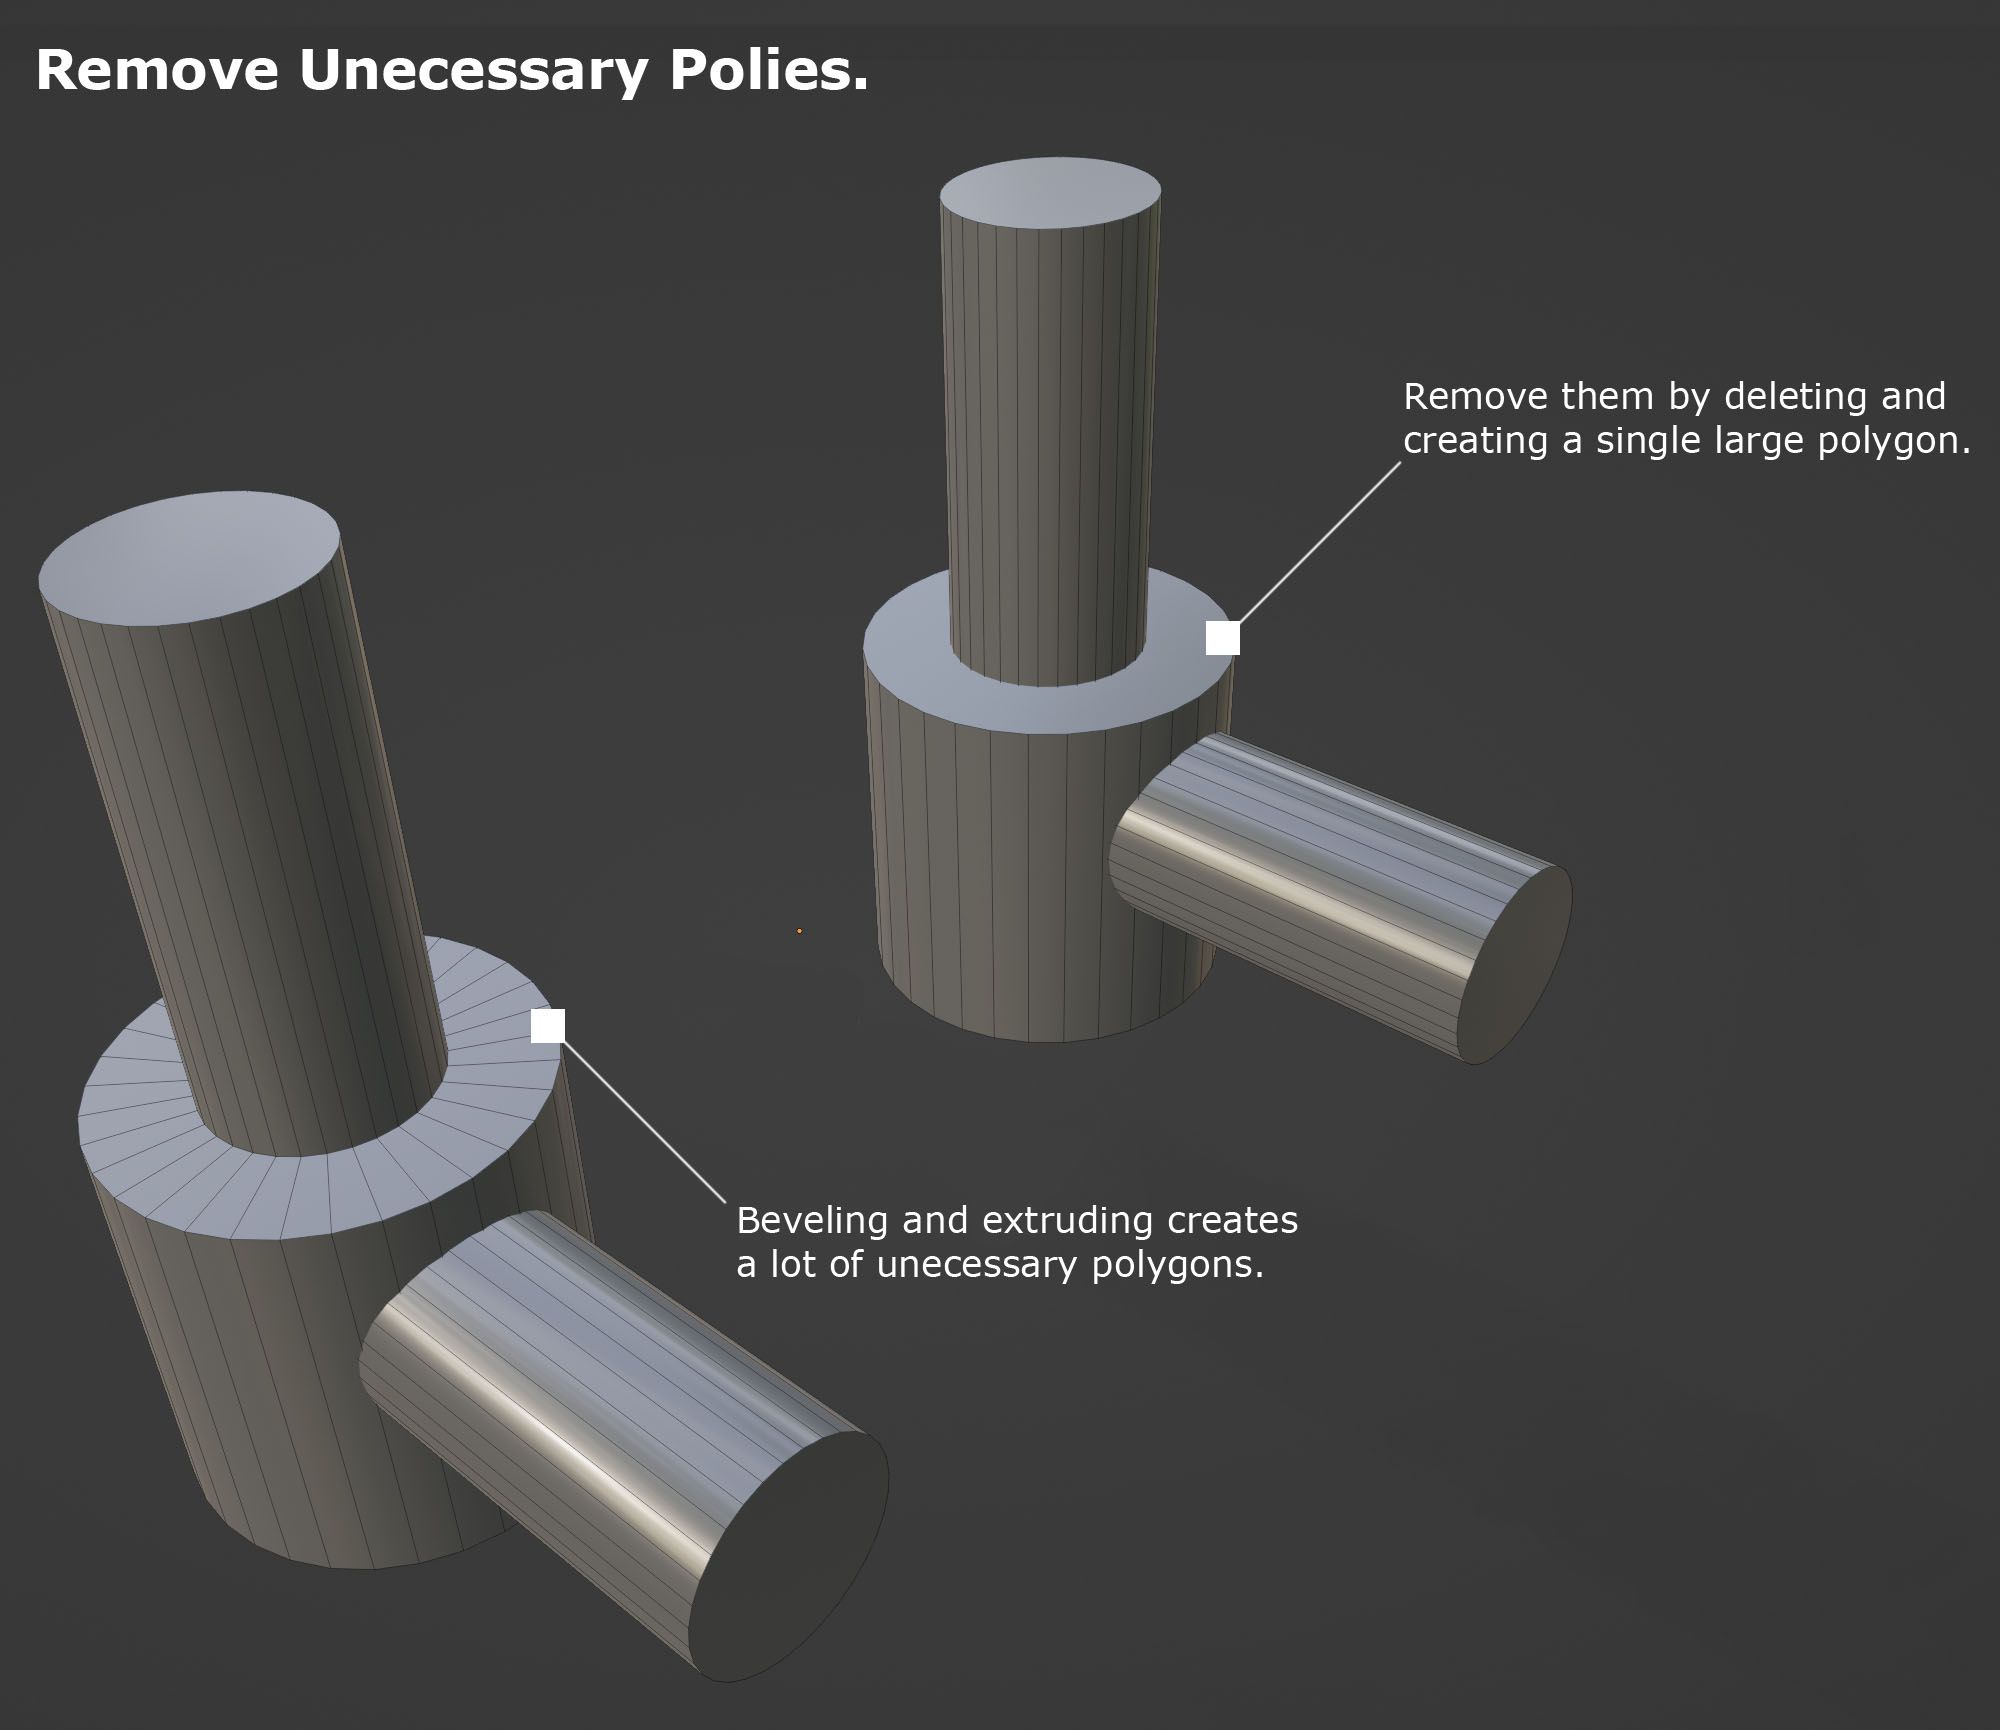 Remove Unecessary Polies.
Remove them by deleting and
creating a single large polygon.
Beveling and extruding creates
a lot of unecessary polygons.